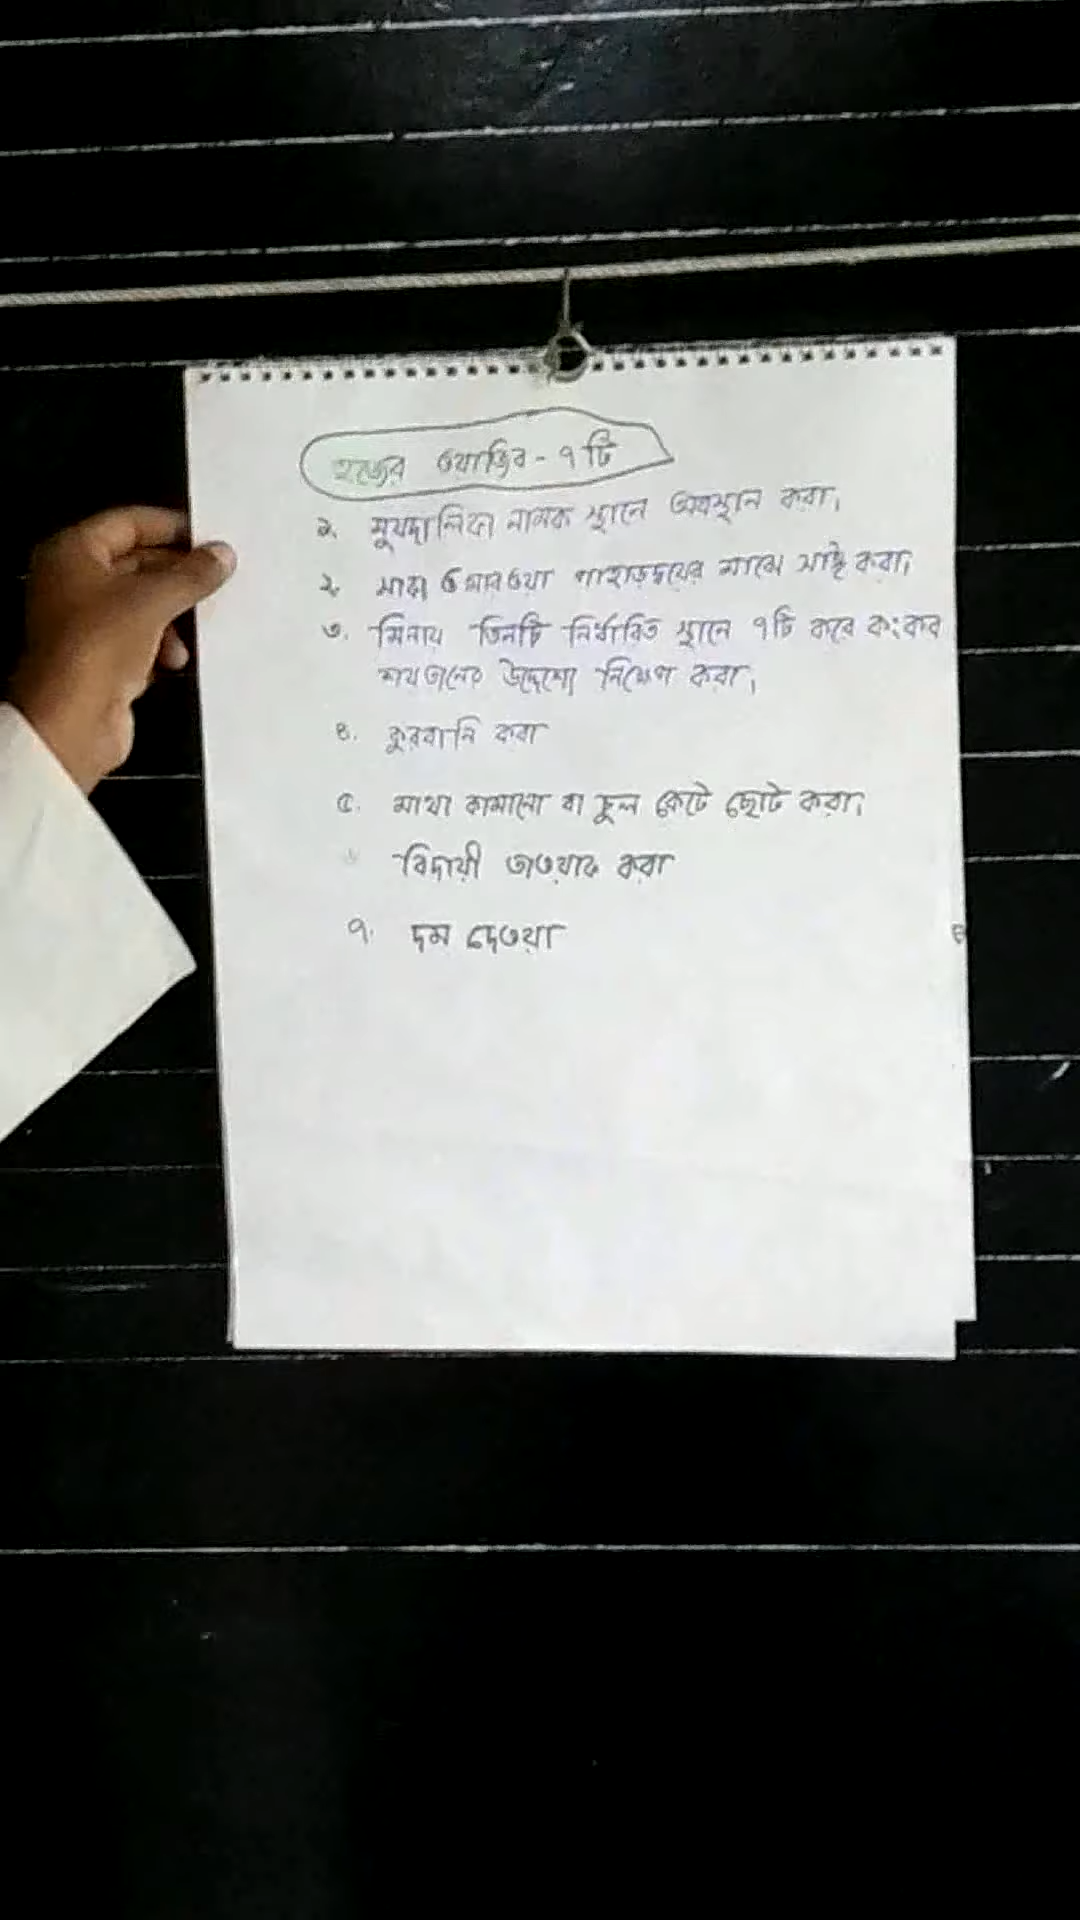 হজ্জের ওয়াজিব - ৭ টি
১. মুযদালিফা নামক স্থানে অবস্থান করা।
২. সাফা ও মারওয়া পাহাড়দ্বয়ের মাঝে সাঈ করা।
৩. মিনায় তিনটি নির্ধারিত স্থানে ৭টি করে কংকর
শয়তানের উদ্দেশ্যে নিক্ষেপ করা।
৪. কুরবানি করা
৫. মাথা কামানো বা চুল কেটে ছোট করা।
বিদায়ী তাওয়াফ করা
৭. দম দেওয়া